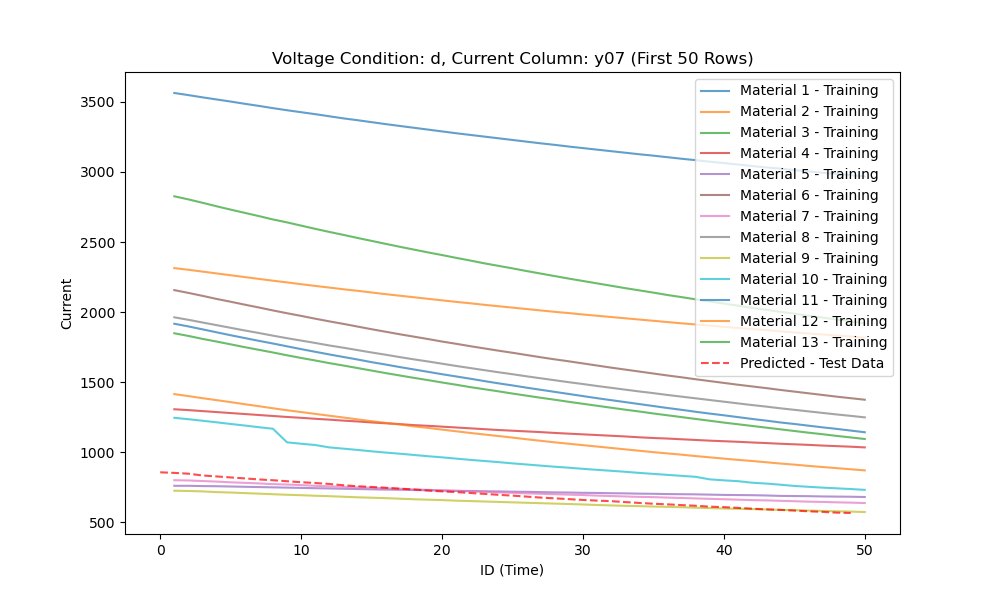 Voltage Condition: d, Current Column: y07 (First 50 Rows)
Current
3500
3000
2500
2000
1500
1000
500
0
10
20
30
40
50
ID (Time)
Material 1 - Training
Material 2 - Training
Material 3 - Training
Material 4 - Training
Material 5 - Training
Material 6 - Training
Material 7 - Training
Material 8 - Training
Material 9 - Training
Material 10 - Training
Material 11 - Training
Material 12 - Training
Material 13 - Training
Predicted - Test Data